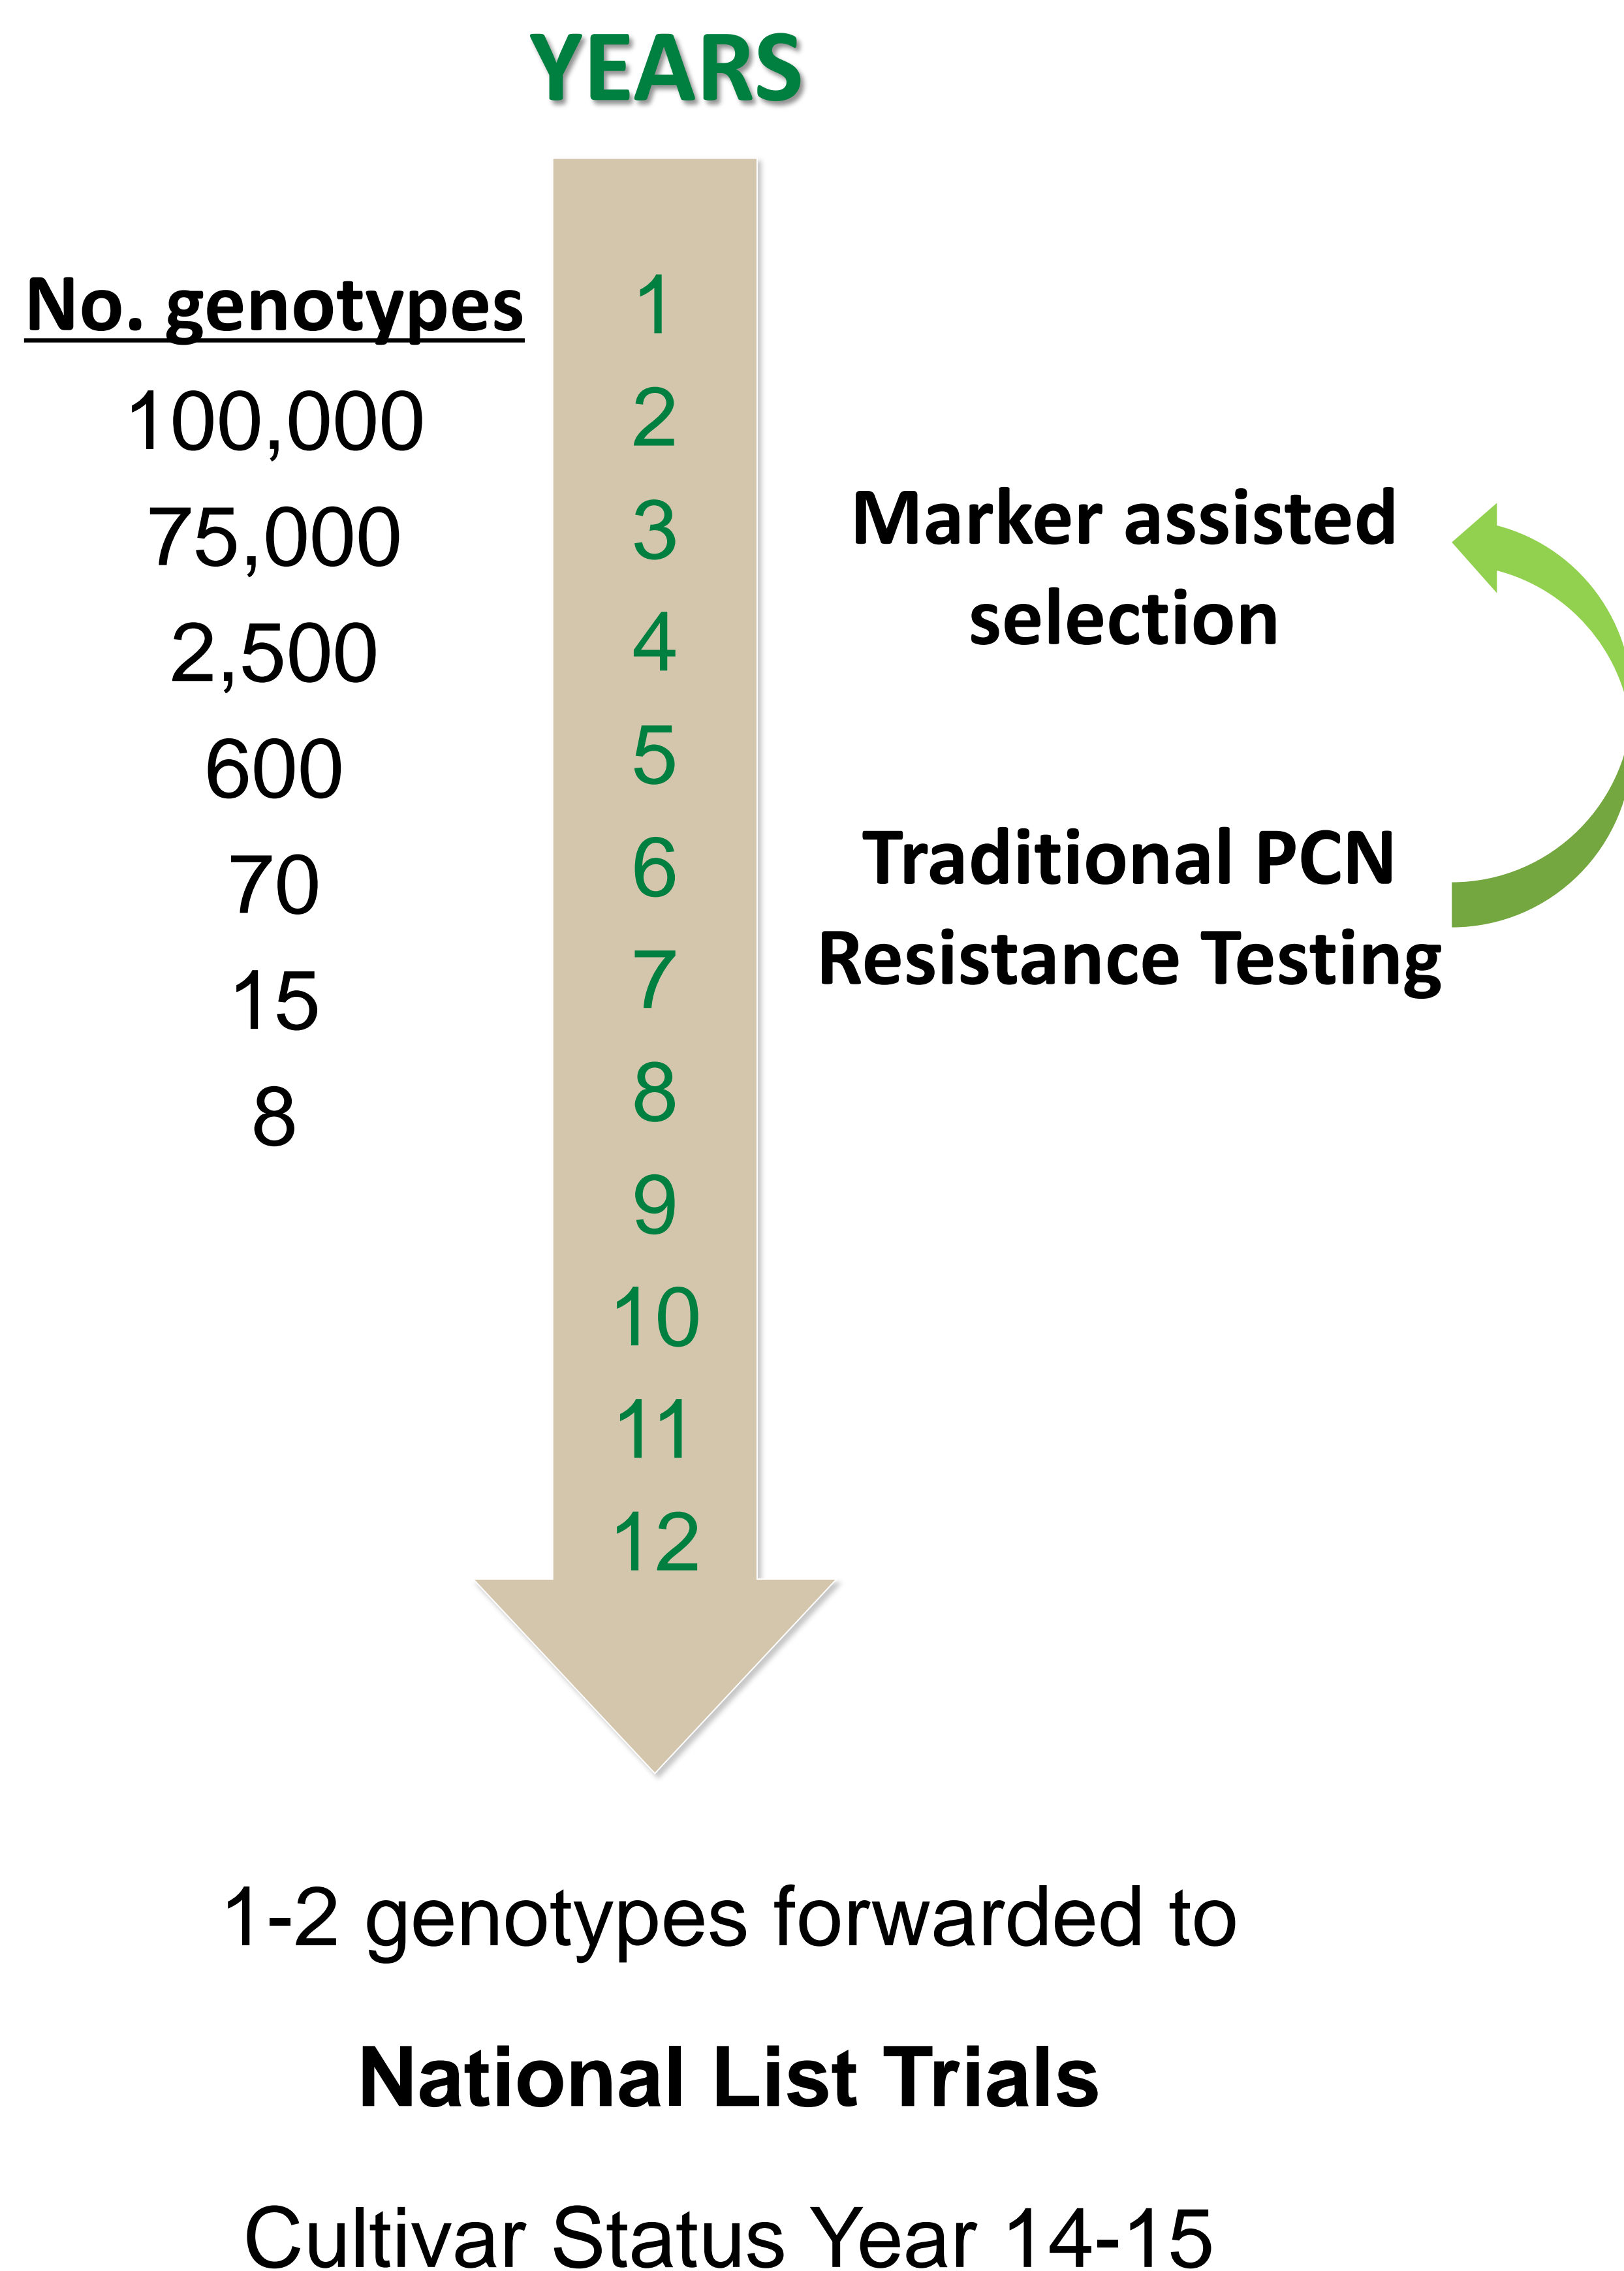 YEARS
No. genotypes
100,000
75,000
2,500
600
70
15
8
1
2
3
4
5
6
7
8
9
10
11
12
Marker assisted
selection
Traditional PCN
Resistance Testing
1-2 genotypes forwarded to
National List Trials
Cultivar Status Year 14-15